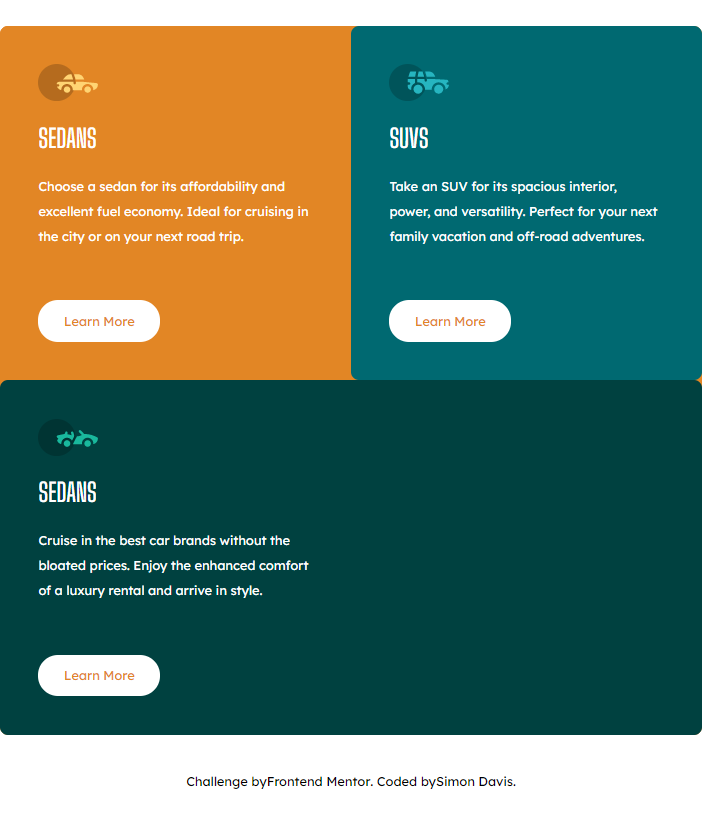 SEDANS
Choose a sedan for its affordability and
excellent fuel economy. Ideal for cruising in
the city or on your next road trip.
Learn More
SUVS
Take an SUV for its spacious interior,
power, and versatility. Perfect for your next
family vacation and off-road adventures.
Learn More
SEDANS
Cruise in the best car brands without the
bloated prices. Enjoy the enhanced comfort
of a luxury rental and arrive in style.
Learn More
Challenge byFrontend Mentor. Coded bySimon Davis.